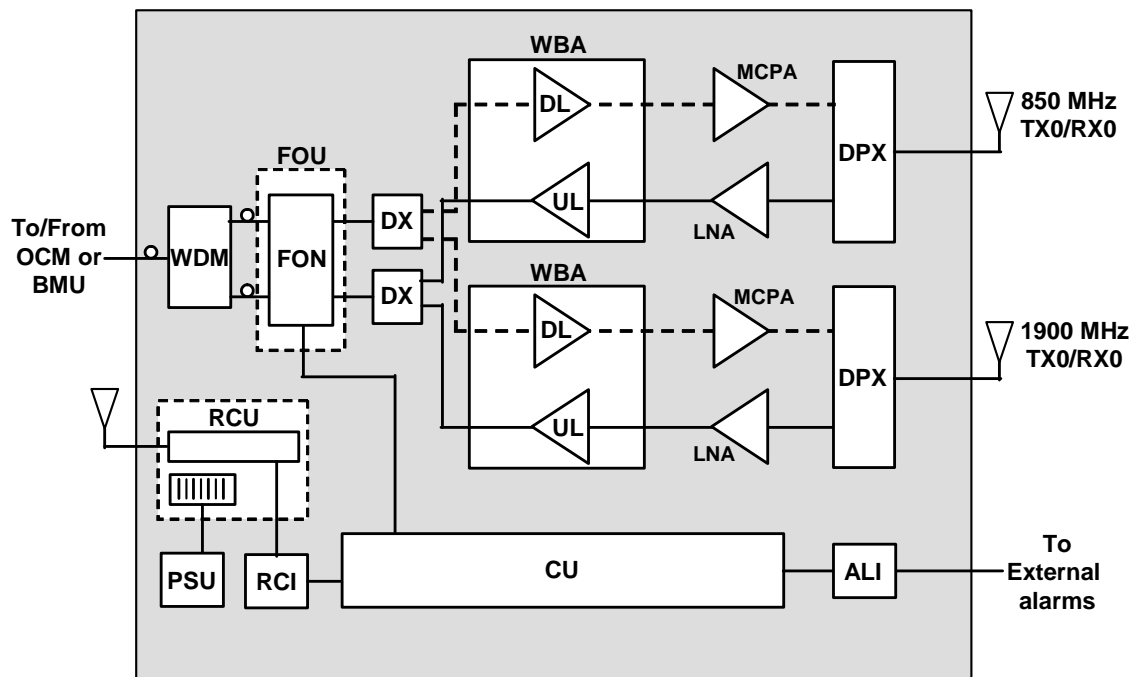 WBA
MCPA
DL
850 MHz
TX0/RX0
DPX
FOU
DX
UL
LNA
To/From
OCM or
BMU
WDM
FON
DX
WBA
MCPA
DL
1900 MHz
TX0/RX0
DPX
RCU
UL
LNA
PSU
RCI
CU
ALI
To
External
alarms